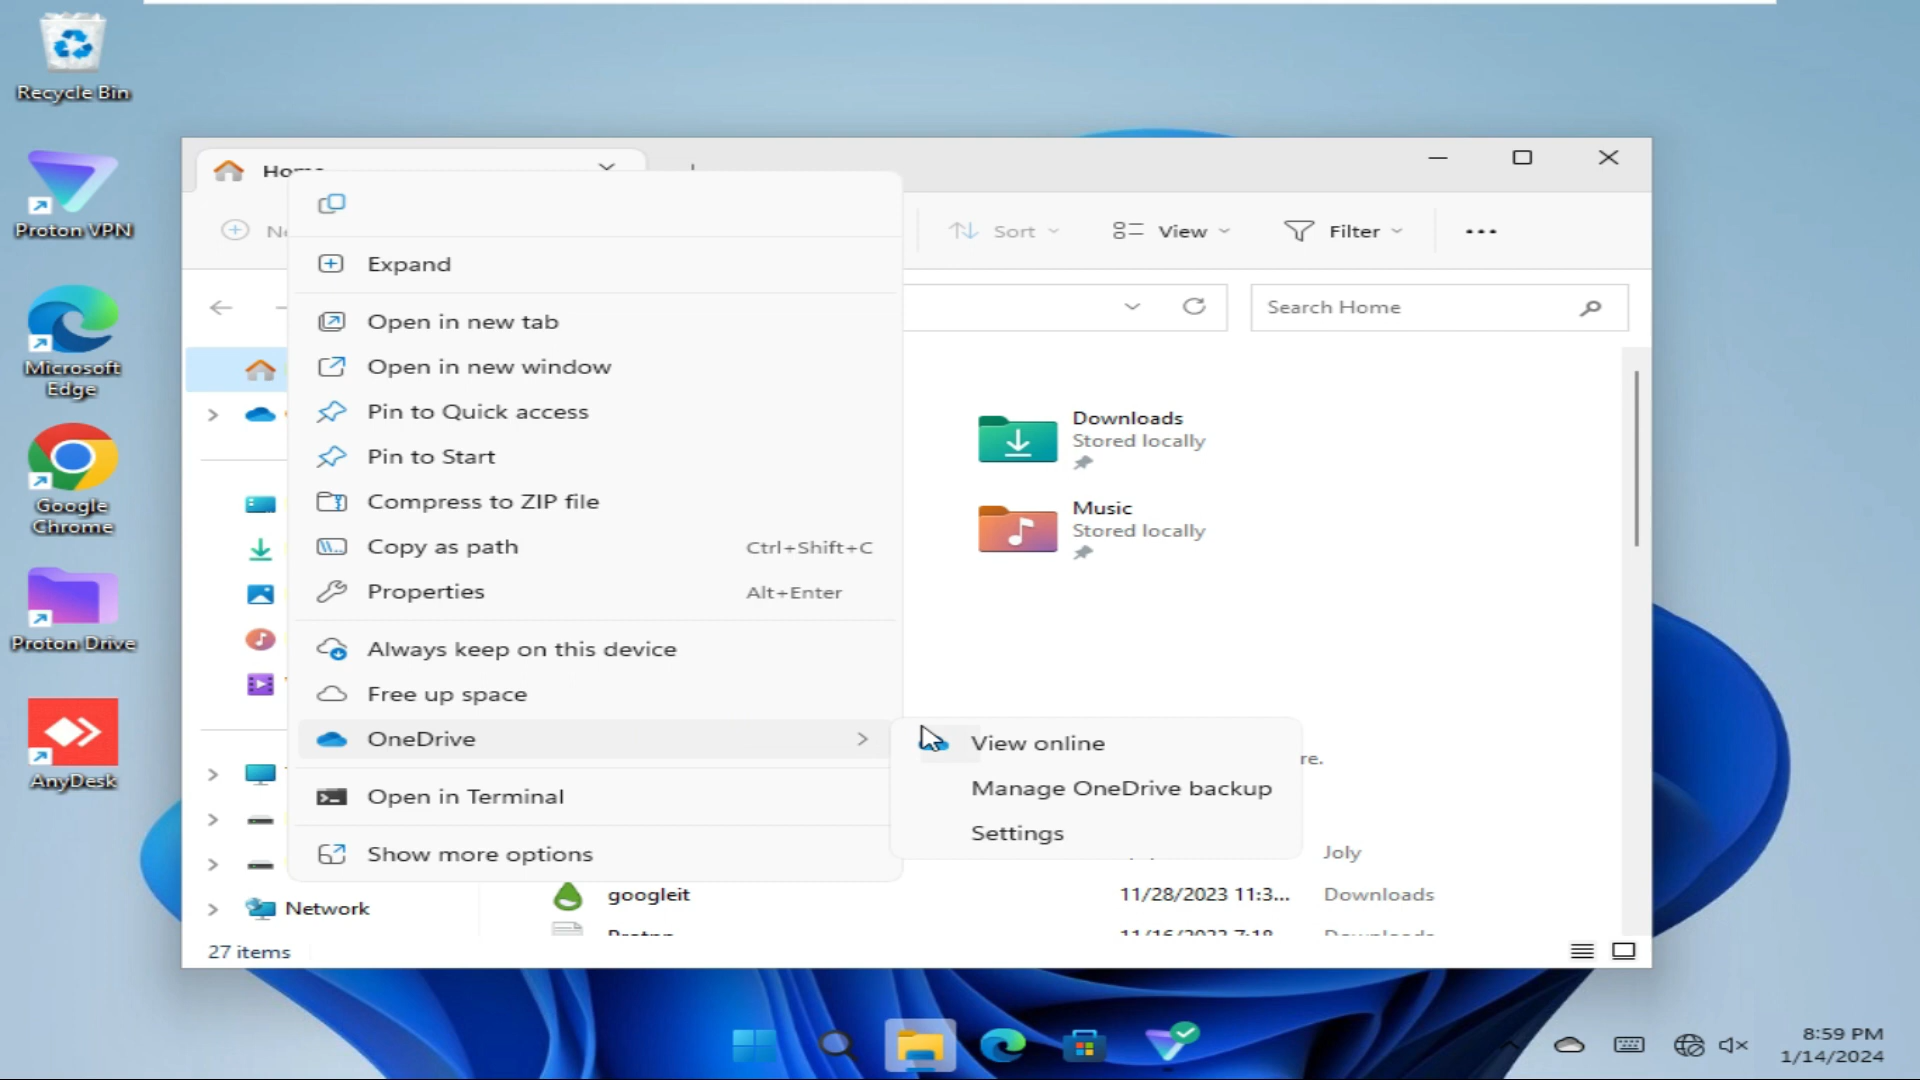 Recycle Bin
Proton VPN
Microsoft
Edge
Google
Chrome
Proton Drive
AnyDesk
Home
Sort
View
Filter
Search Home
Expand
Open in new tab
Open in new window
Pin to Quick access
Pin to Start
Compress to ZIP file
Copy as path Ctrl+Shift+C
Properties Alt+Enter
Always keep on this device
Free up space
OneDrive
Open in Terminal
Show more options
View online
Manage OneDrive backup
Settings
Downloads
Stored locally
Music
Stored locally
re.
Joly
googleit 11/28/2023 11:3... Downloads
Network
27 items
8:59 PM
1/14/2024